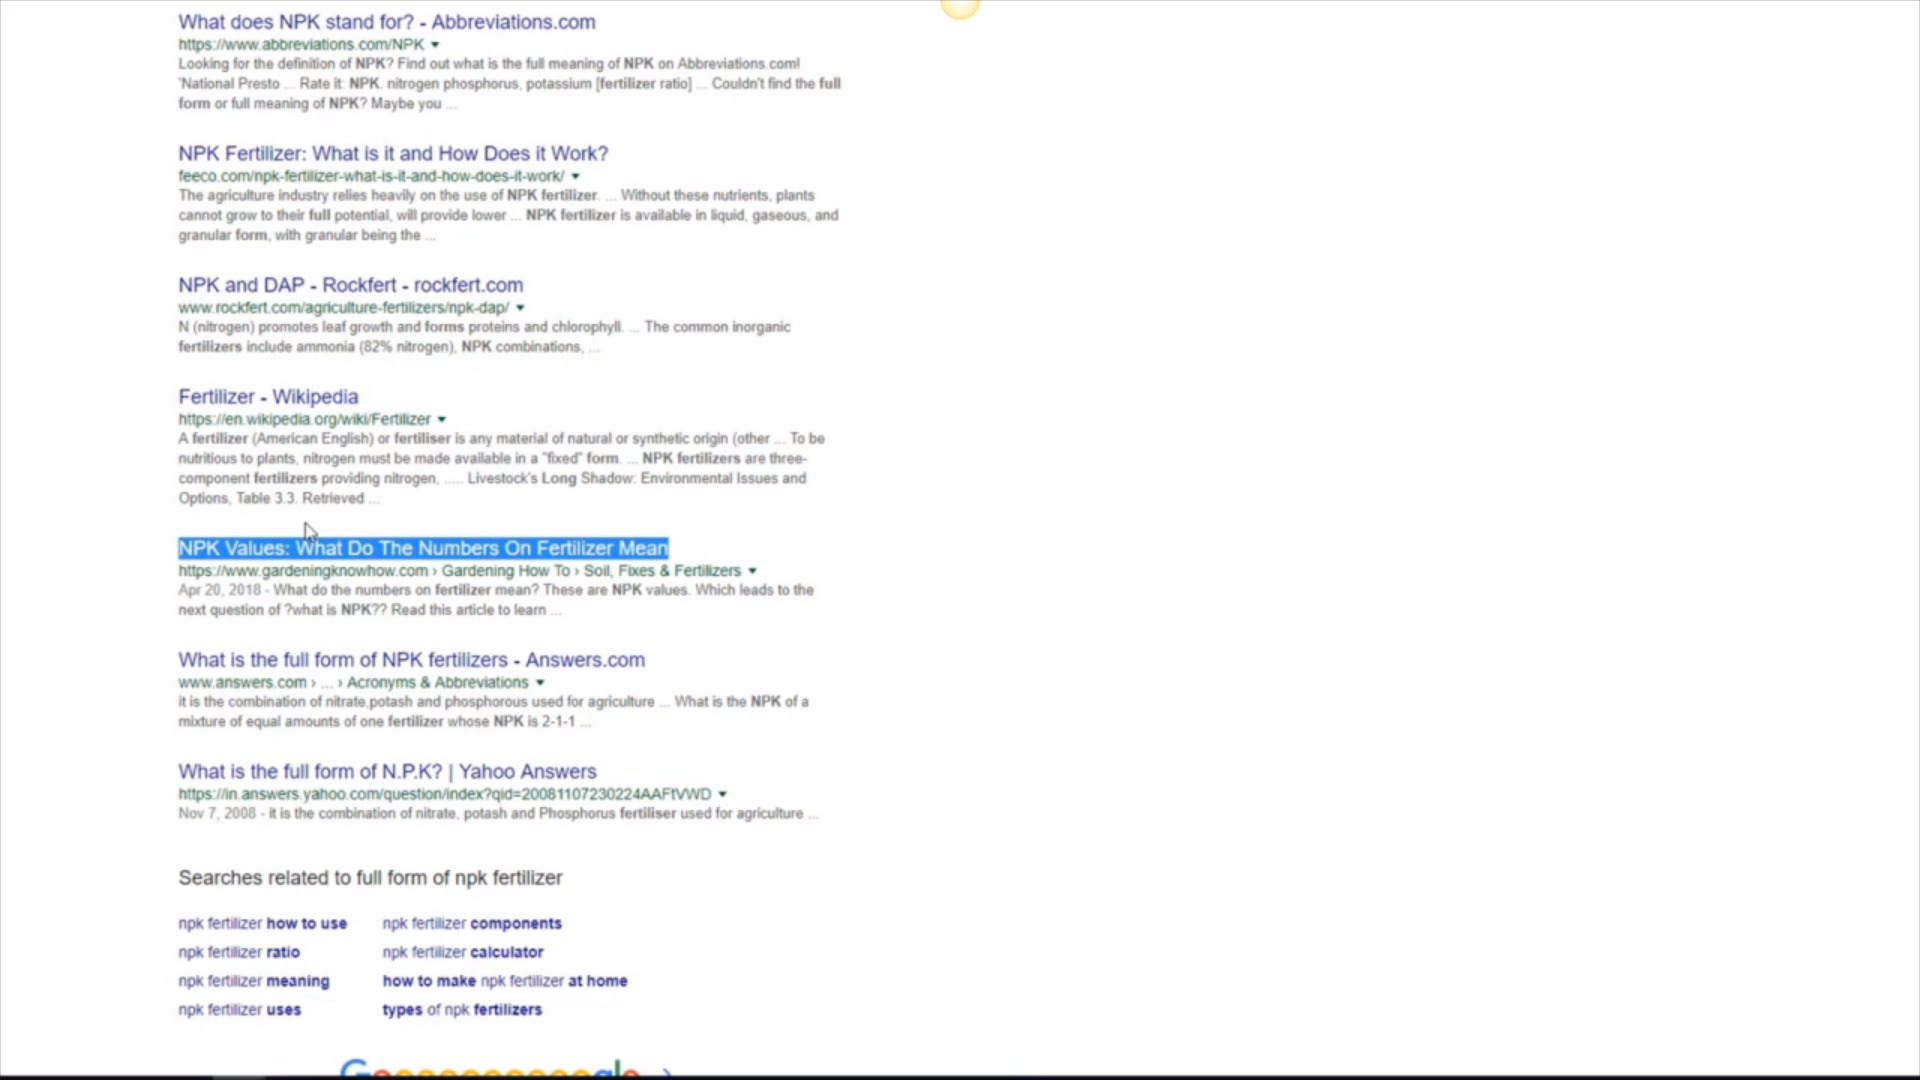 What does NPK stand for? - Abbreviations.com
https://www.abbreviations.com/NPK
Looking for the definition of NPK? Find out what is the full meaning of NPK on Abbreviations.com!
'National Presto ... Rate it: NPK. nitrogen phosphorus, potassium [fertilizer ratio] ... Couldn't find the full
form or full meaning of NPK? Maybe you ...
NPK Fertilizer: What is it and How Does it Work?
feeco.com/npk-fertilizer-what-is-it-and-how-does-it-work/
The agriculture industry relies heavily on the use of NPK fertilizer. ... Without these nutrients, plants
cannot grow to their full potential, will provide lower ... NPK fertilizer is available in liquid, gaseous, and
granular form, with granular being the ...
NPK and DAP - Rockfert - rockfert.com
www.rockfert.com/agriculture-fertilizers/npk-dap/
N (nitrogen) promotes leaf growth and forms proteins and chlorophyll. ... The common inorganic
fertilizers include ammonia (82% nitrogen), NPK combinations, ...
Fertilizer - Wikipedia
https://en.wikipedia.org/wiki/Fertilizer
A fertilizer (American English) or fertiliser is any material of natural or synthetic origin (other ... To be
nutritious to plants, nitrogen must be made available in a "fixed" form. ... NPK fertilizers are three-
component fertilizers providing nitrogen, ..... Livestock's Long Shadow: Environmental Issues and
Options, Table 3.3. Retrieved ...
NPK Values: What Do The Numbers On Fertilizer Mean
https://www.gardeningknowhow.com › Gardening How To › Soil, Fixes & Fertilizers
Apr 20, 2018 - What do the numbers on fertilizer mean? These are NPK values. Which leads to the
next question of ?what is NPK?? Read this article to learn ...
What is the full form of NPK fertilizers - Answers.com
www.answers.com › ... › Acronyms & Abbreviations
it is the combination of nitrate,potash and phosphorous used for agriculture ... What is the NPK of a
mixture of equal amounts of one fertilizer whose NPK is 2-1-1 ...
What is the full form of N.P.K? | Yahoo Answers
https://in.answers.yahoo.com/question/index?qid=20081107230224AAFtVWD
Nov 7, 2008 - it is the combination of nitrate, potash and Phosphorus fertiliser used for agriculture ...
Searches related to full form of npk fertilizer
npk fertilizer how to use npk fertilizer components
npk fertilizer ratio npk fertilizer calculator
npk fertilizer meaning how to make npk fertilizer at home
npk fertilizer uses types of npk fertilizers
Goooooooooogle